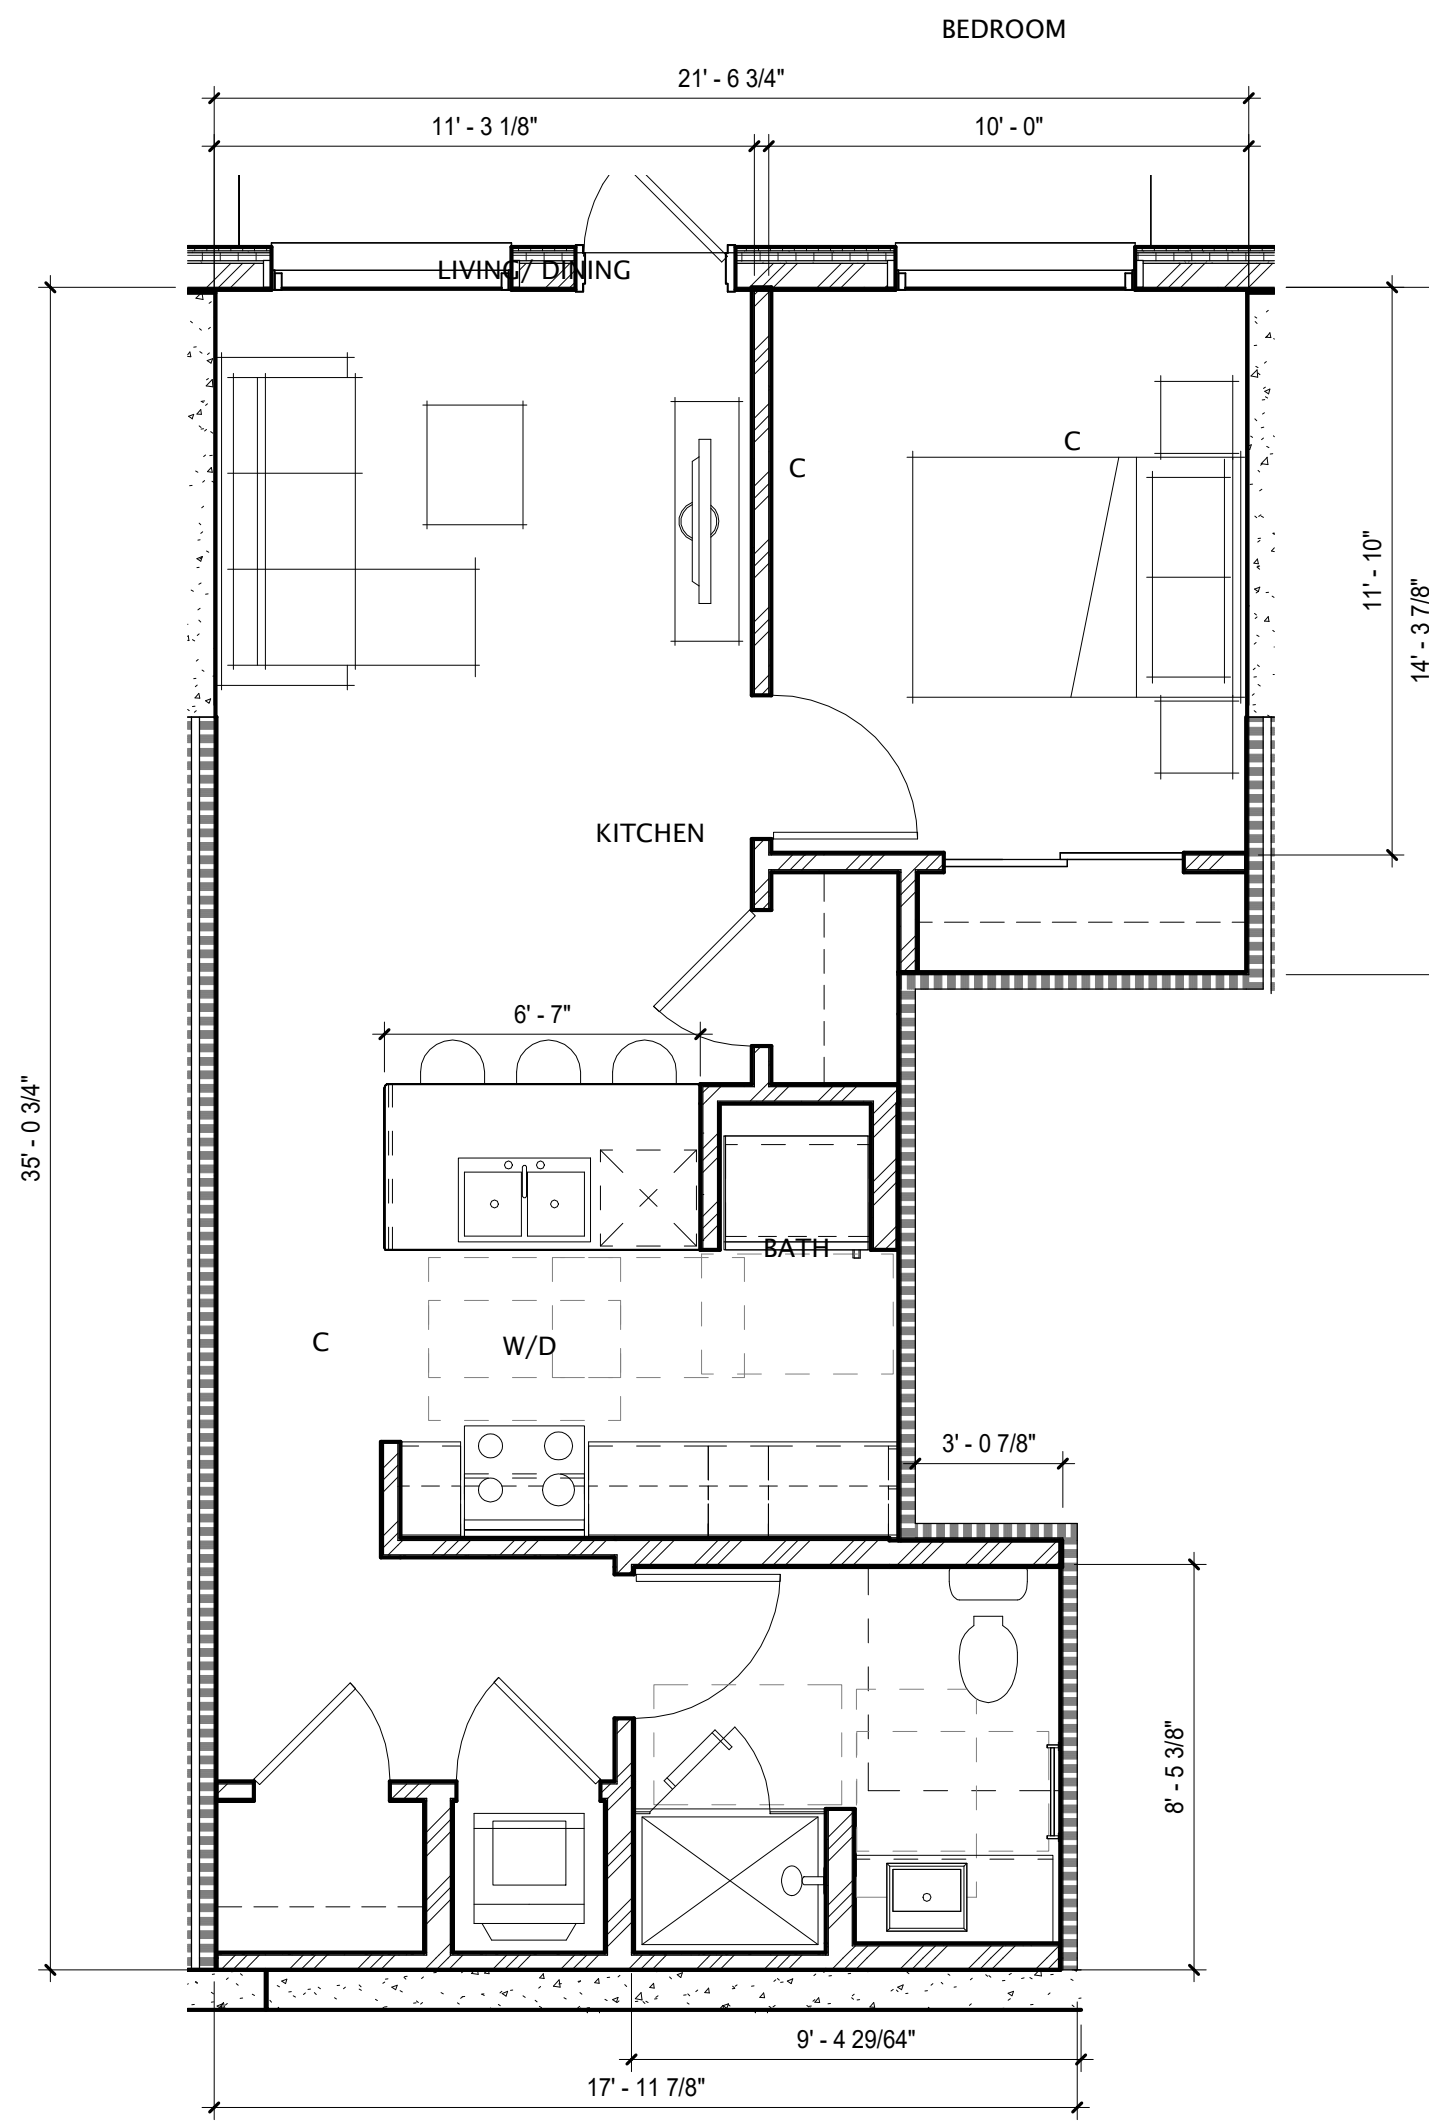 BEDROOM
21' - 6 3/4"
11' - 3 1/8"
10' - 0"
LIVING/ DINING
C
C
11' - 10"
14' - 3 7/8"
KITCHEN
6' - 7"
35' - 0 3/4"
BATH
C
W/D
3' - 0 7/8"
8' - 5 3/8"
9' - 4 29/64"
17' - 11 7/8"